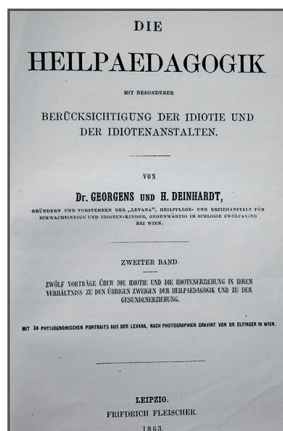 DIE
HEILPAEDAGOGIK
MIT BESONDERER
BERÜCKSICHTIGUNG DER IDIOTIE UND
DER IDIOTENANSTALTEN.
VON
Dr. GEORGENS UND H. DEINHARDT,
GRÜNDERN UND VORSTEHERN DER „LEVANA“, HEILPFLEGE- UND ERZIEHANSTALT FÜR
SCHWACHSINNIGE UND IDIOTEN-KINDER, GEGENWÄRTIG IM SCHLOSSE
BEI WIEN.
ZWEITER BAND.
ZWÖLF VORTRÄGE ÜBER DIE IDIOTIE UND DIE IDIOTENERZIEHUNG IN IHREM
VERHÄLTNISS ZU DEN ÜBRIGEN ZWEIGEN DER HEILPAEDAGOGIK UND ZU DER
GESUNDENERZIEHUNG.
MIT PHYSIOGNOMISCHEN PORTRAITS AUS DER LEVANA, NACH PHOTOGRAPHIEN GRAVIRT VON DR. ELFINGER IN WIEN.
LEIPZIG.
FRIEDRICH FLEISCHER.
1863.